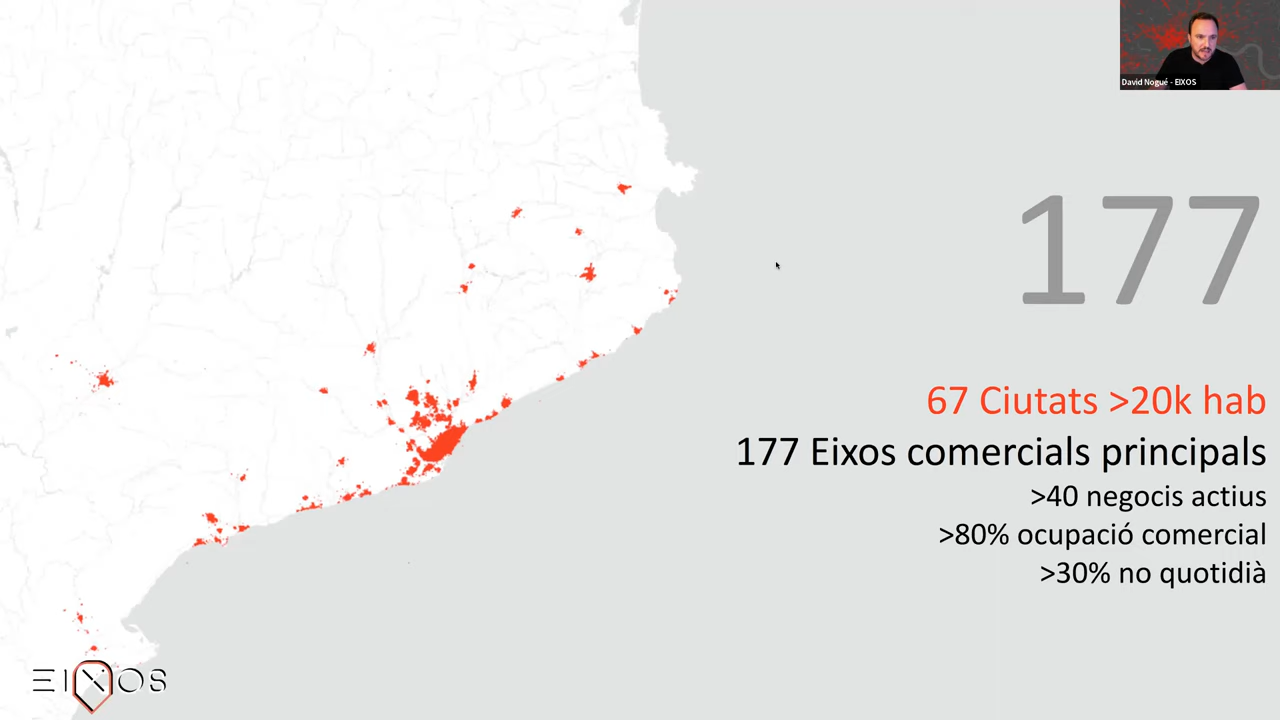 David Nogué - EIXOS
177
67 Ciutats >20k hab
177 Eixos comercials principals
>40 negocis actius
>80% ocupació comercial
>30% no quotidià
EIXOS